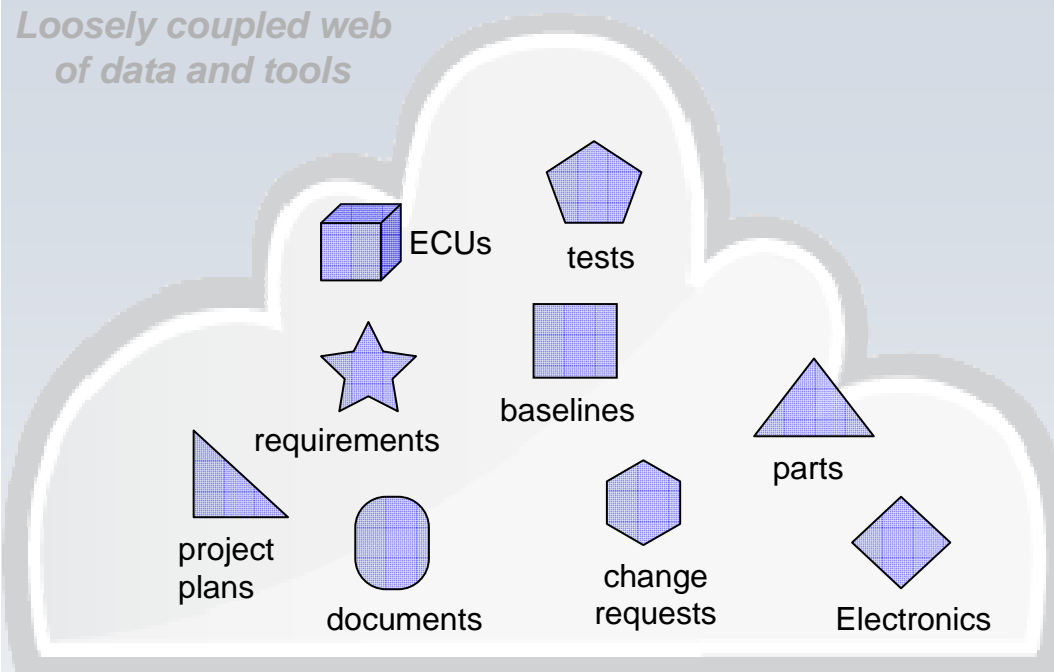 Loosely coupled web
of data and tools
ECUs
tests
requirements
baselines
parts
project
plans
documents
change
requests
Electronics